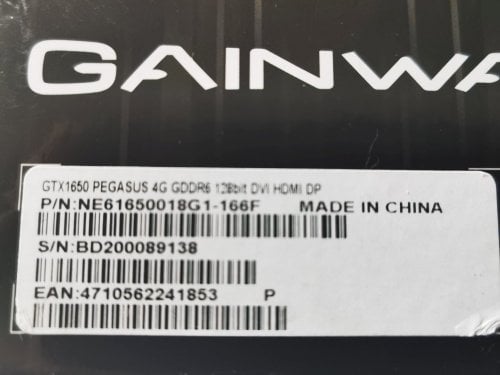 GAINWA
GTX1650 PEGASUS 4G GDDR6 128bit DVI HDMI DP
P/N:NE61650018G1-166F MADE IN CHINA
S/N:BD200089138
EAN:4710562241853 P